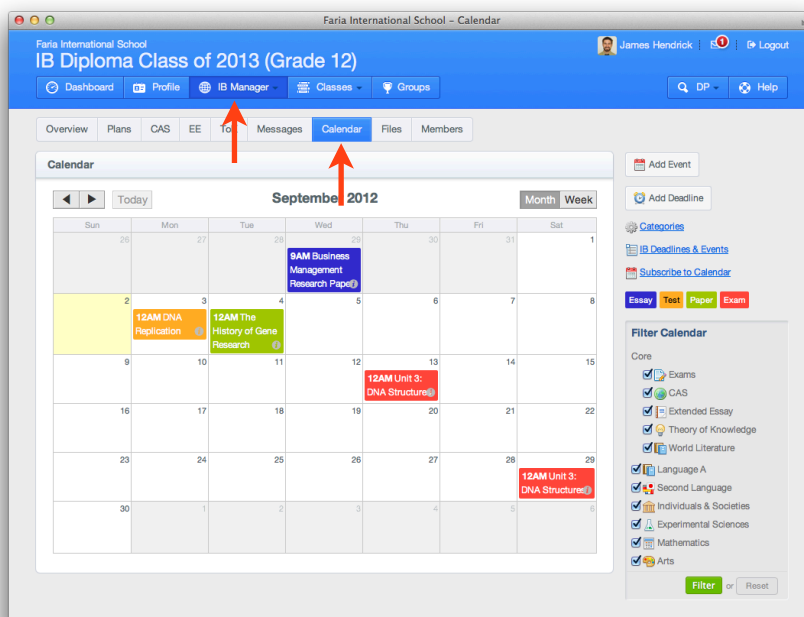 Faria International School – Calendar
Faria International School
IB Diploma Class of 2013 (Grade 12)
James Hendrick
1
Logout
Dashboard
Profile
IB Manager
Classes
Groups
DP
Help
Overview
Plans
CAS
EE
Messages
Calendar
Files
Members
Calendar
Today
September 2012
Month
Week
Sun Mon Tue Wed Thu Fri Sat
26 27 28 29 30 31 1
9AM Business
Management
Research Paper
2 3 4 5 6 7 8
12AM DNA
Replication
12AM The
History of Gene
Research
9 10 11 12 13 14 15
12AM Unit 3:
DNA Structure
16 17 18 19 20 21 22
23 24 25 26 27 28 29
12AM Unit 3:
DNA Structures
30 1 2 3 4 5 6
Add Event
Add Deadline
Categories
IB Deadlines & Events
Subscribe to Calendar
Essay Test Paper Exam
Filter Calendar
Core
Exams
CAS
Extended Essay
Theory of Knowledge
World Literature
Language A
Second Language
Individuals & Societies
Experimental Sciences
Mathematics
Arts
Filter or Reset